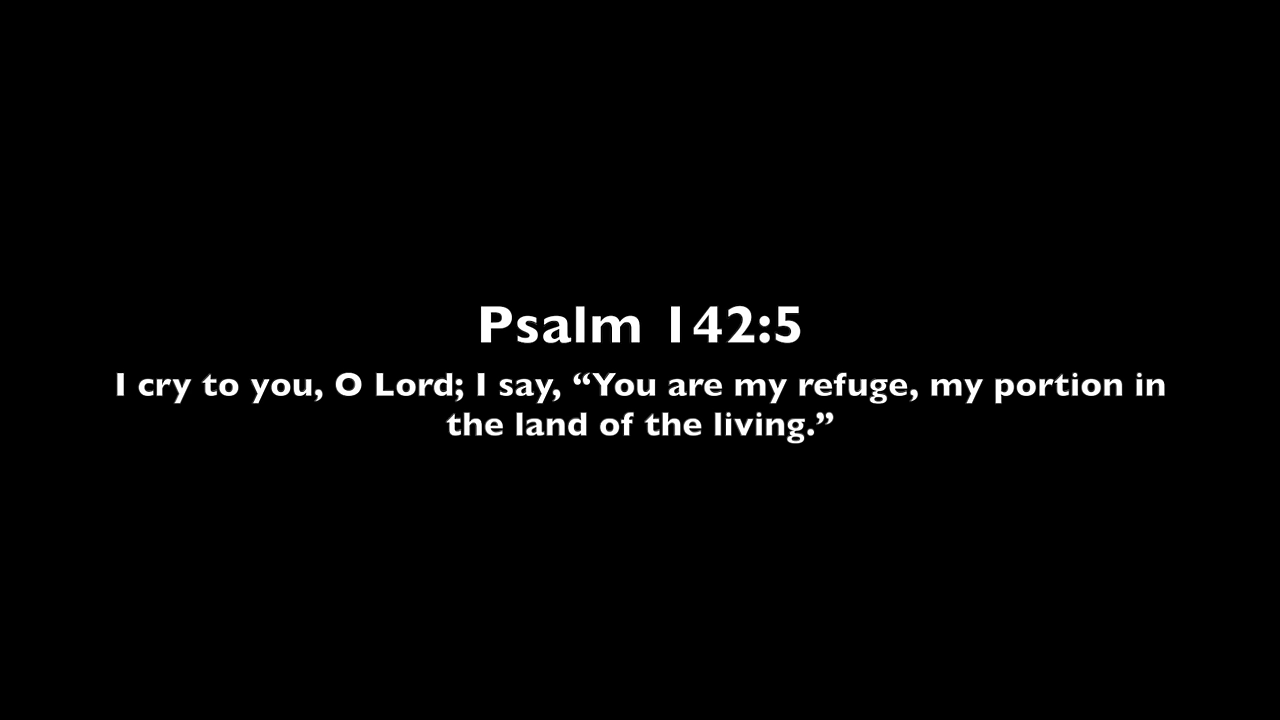 Psalm 142:5
I cry to you, O Lord; I say, “You are my refuge, my portion in
the land of the living.”